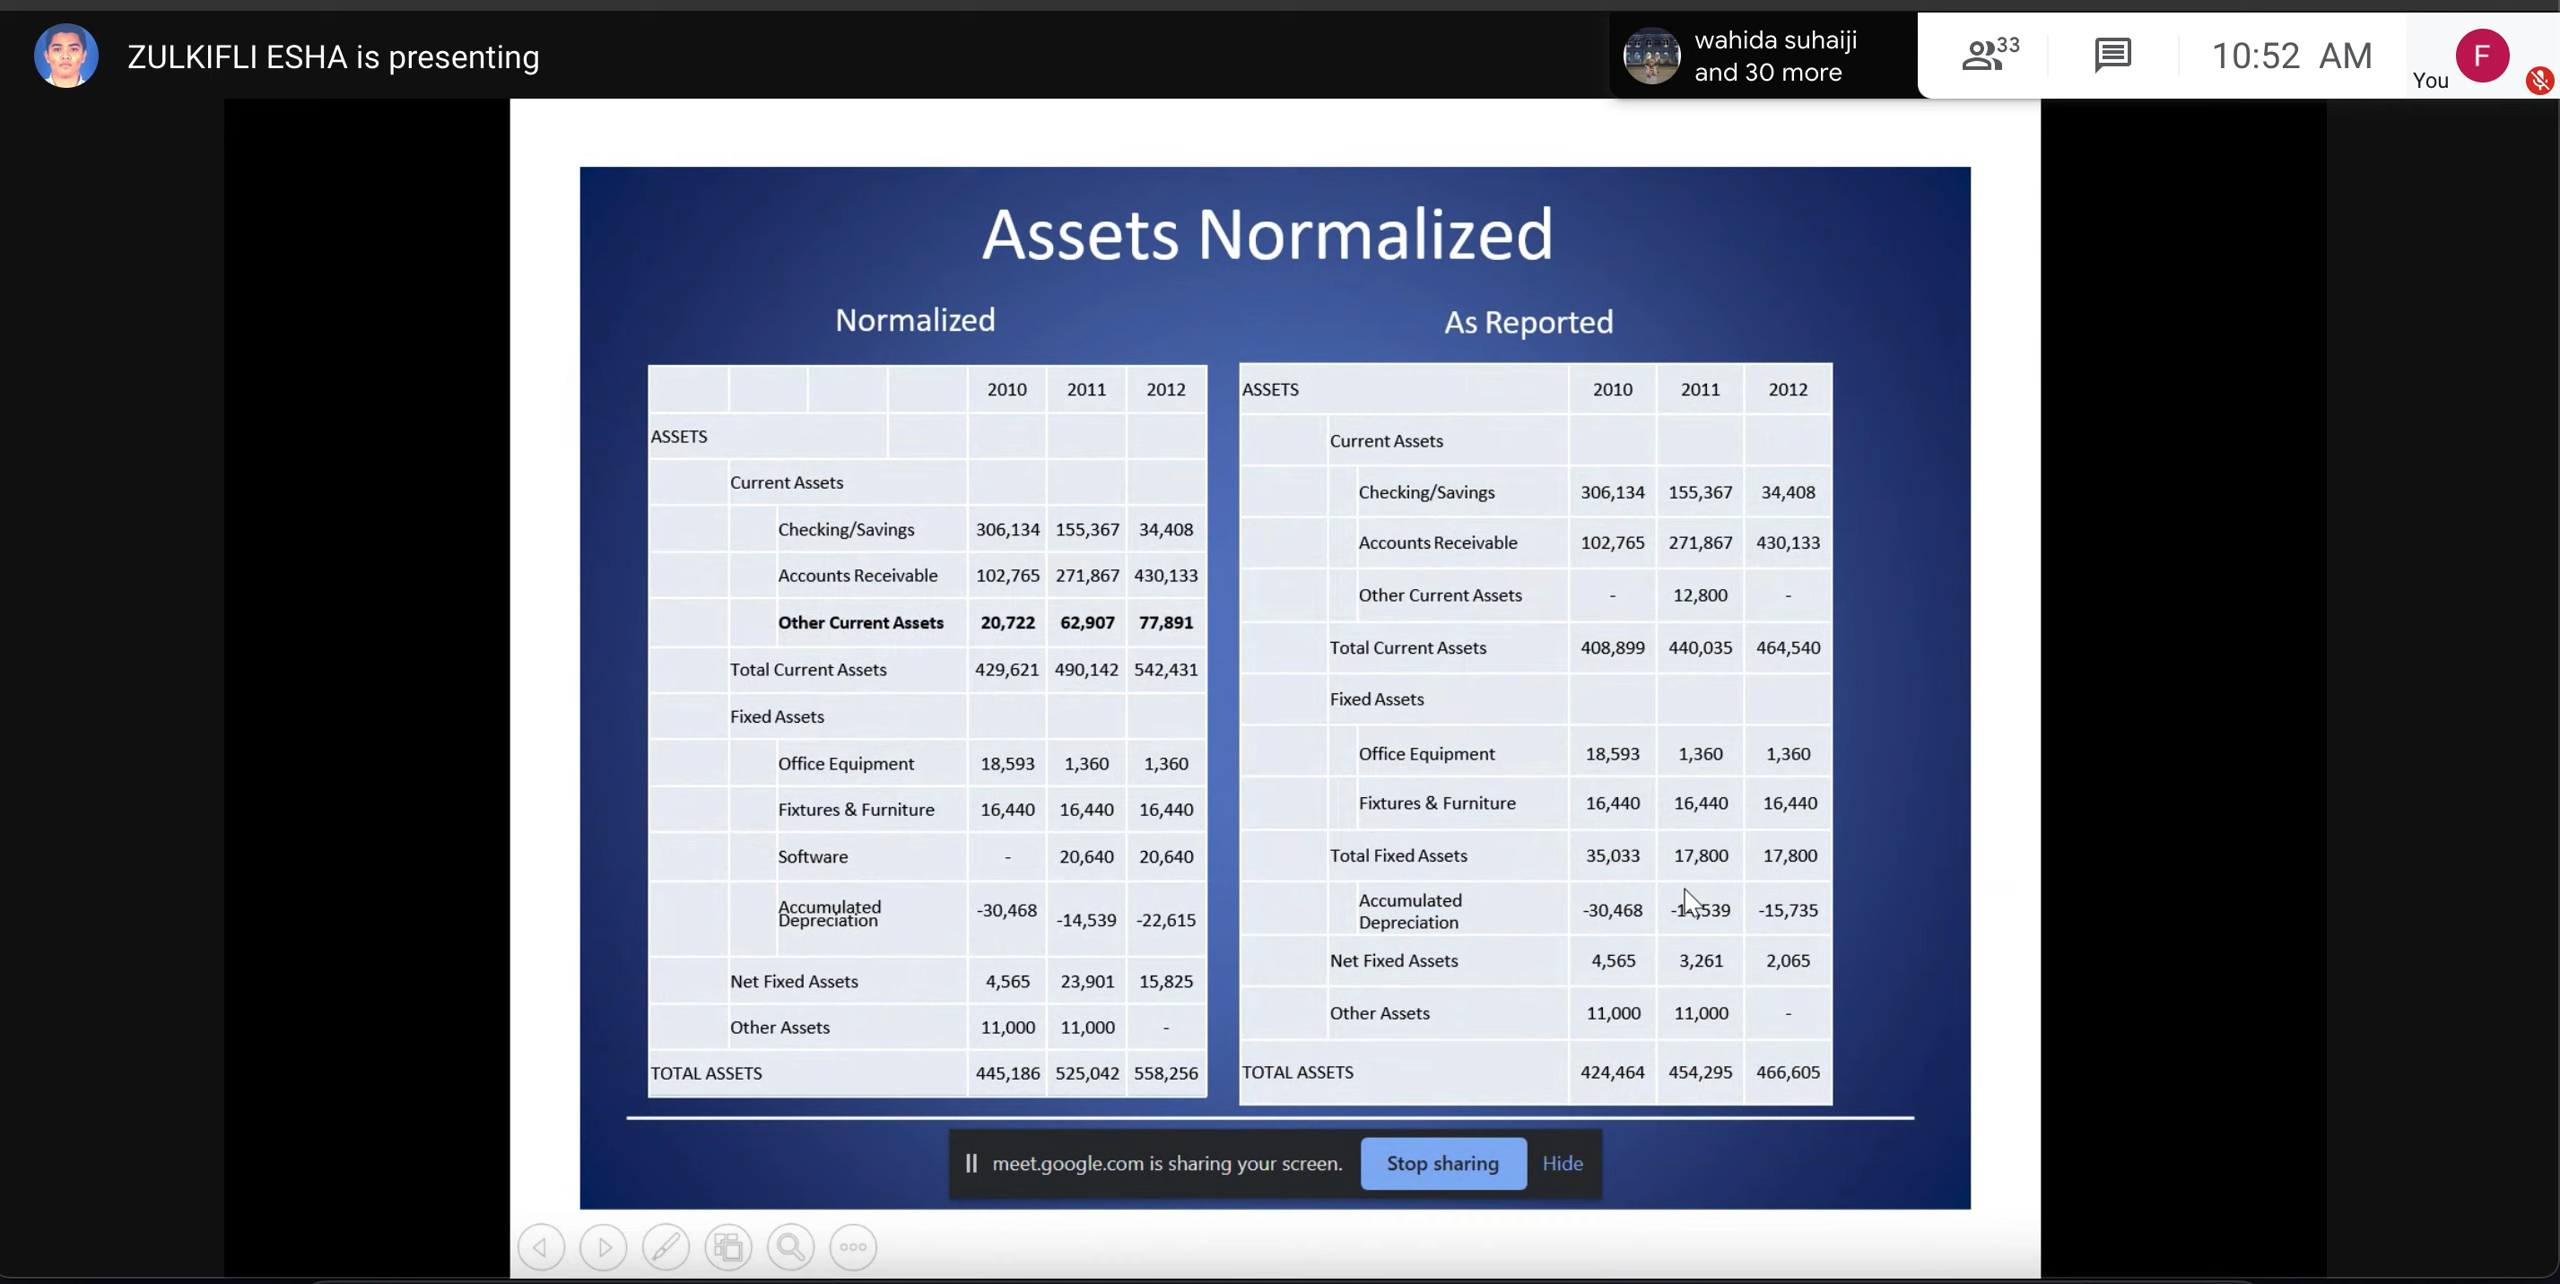 ZULKIFLI ESHA is presenting
wahida suhaiji
and 30 more
33
10:52 AM
You
F
Assets Normalized
Normalized
2010 2011 2012
ASSETS
Current Assets
Checking/Savings 306,134 155,367 34,408
Accounts Receivable 102,765 271,867 430,133
Other Current Assets 20,722 62,907 77,891
Total Current Assets 429,621 490,142 542,431
Fixed Assets
Office Equipment 18,593 1,360 1,360
Fixtures & Furniture 16,440 16,440 16,440
Software - 20,640 20,640
Accumulated
Depreciation -30,468 -14,539 -22,615
Net Fixed Assets 4,565 23,901 15,825
Other Assets 11,000 11,000 -
TOTAL ASSETS 445,186 525,042 558,256
As Reported
ASSETS 2010 2011 2012
Current Assets
Checking/Savings 306,134 155,367 34,408
Accounts Receivable 102,765 271,867 430,133
Other Current Assets - 12,800 -
Total Current Assets 408,899 440,035 464,540
Fixed Assets
Office Equipment 18,593 1,360 1,360
Fixtures & Furniture 16,440 16,440 16,440
Total Fixed Assets 35,033 17,800 17,800
Accumulated
Depreciation -30,468 -14,539 -15,735
Net Fixed Assets 4,565 3,261 2,065
Other Assets 11,000 11,000 -
TOTAL ASSETS 424,464 454,295 466,605
meet.google.com is sharing your screen. Stop sharing Hide